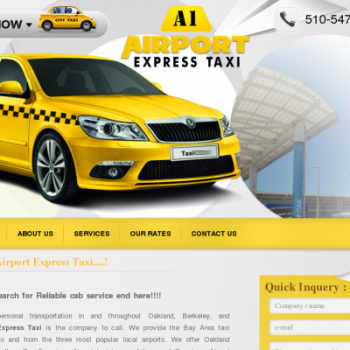 NOW
CITY TAXI
A1
AIRPORT
EXPRESS TAXI
510-547
Taxi
ABOUT US
SERVICES
OUR RATES
CONTACT US
Airport Express Taxi....!
earch for Reliable cab service end here!!!!
personal transportation in and throughout Oakland, Berkeley, and
Express Taxi is the company to call. We provide the Bay Area taxi
to and from the three most popular local airports. We offer Oakland
Quick Inquery :
Company / name
e-mail